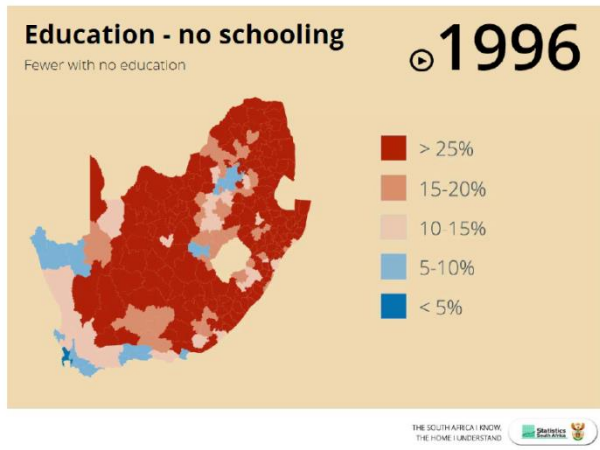 Education - no schooling
Fewer with no education
1996
> 25%
15-20%
10-15%
5-10%
< 5%
THE SOUTH AFRICA I KNOW,
THE HOME I UNDERSTAND
Statistics
South Africa